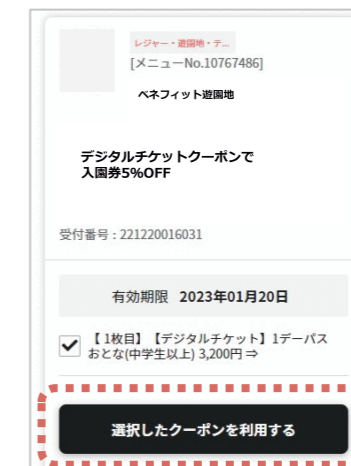 レジャー・遊園地・テ...
[メニューNo.10767486]
ベネフィット遊園地
デジタルチケットクーポンで
入園券5%OFF
受付番号：221220016031
有効期限 2023年01月20日
【 1枚目】【デジタルチケット】1デーパス
おとな(中学生以上) 3,200円 ⇒
選択したクーポンを利用する